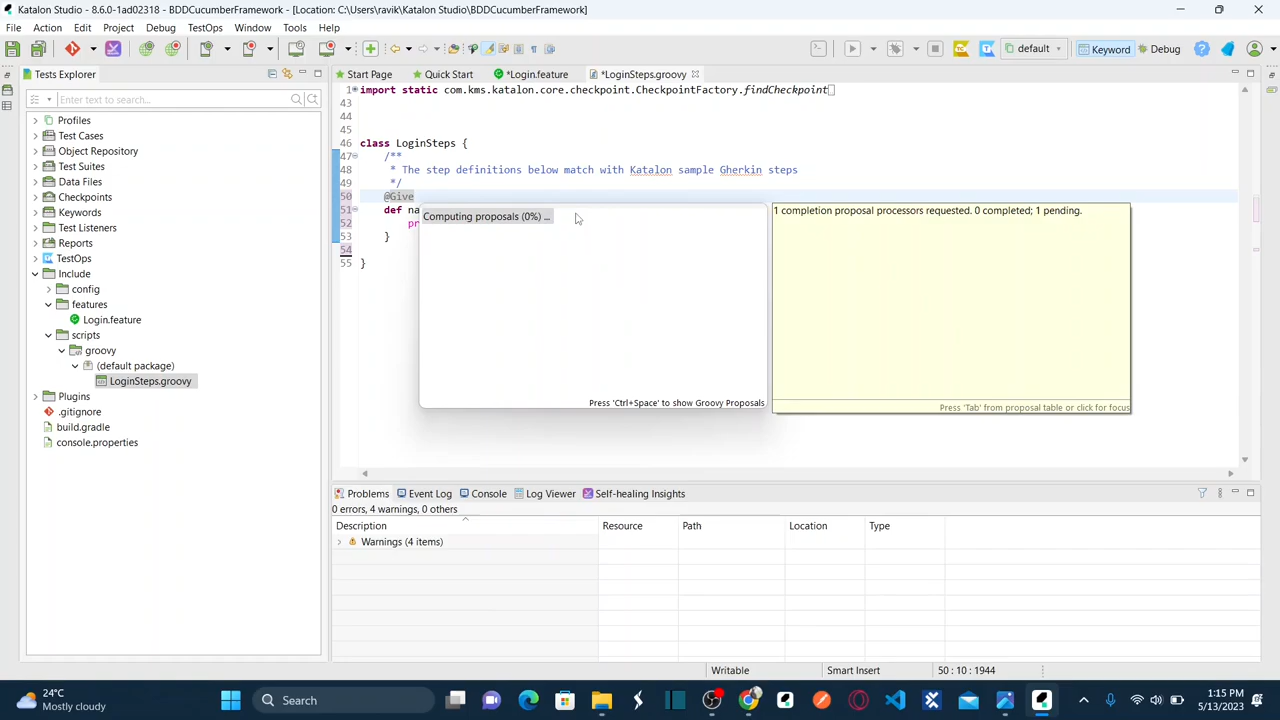 Katalon Studio - 8.6.0-1ad02318 - BDDCucumberFramework - [Location: C:\Users\ravik\Katalon Studio\BDDCucumberFramework]
File Action Edit Project Debug TestOps Window Tools Help
default
Keyword
Debug
Tests Explorer
Start Page
Quick Start
*Login.feature
*LoginSteps.groovy
Enter text to search...
Profiles
Test Cases
Object Repository
Test Suites
Data Files
Checkpoints
Keywords
Test Listeners
Reports
TestOps
Include
config
features
Login.feature
scripts
groovy
(default package)
LoginSteps.groovy
Plugins
.gitignore
build.gradle
console.properties
1 import static com.kms.katalon.core.checkpoint.CheckpointFactory.findCheckpoint
43
44
45
46 class LoginSteps {
47 /**
48 * The step definitions below match with Katalon sample Gherkin steps
49 */
50 @Give
51 def na
52 pr
53 }
54
55 }
Computing proposals (0%) ...
Press 'Ctrl+Space' to show Groovy Proposals
1 completion proposal processors requested. 0 completed; 1 pending.
Press 'Tab' from proposal table or click for focus
Problems Event Log Console Log Viewer Self-healing Insights
0 errors, 4 warnings, 0 others
Description Resource Path Location Type
Warnings (4 items)
Writable Smart Insert 50 : 10 : 1944
24°C
Mostly cloudy
Search
1:15 PM
5/13/2023